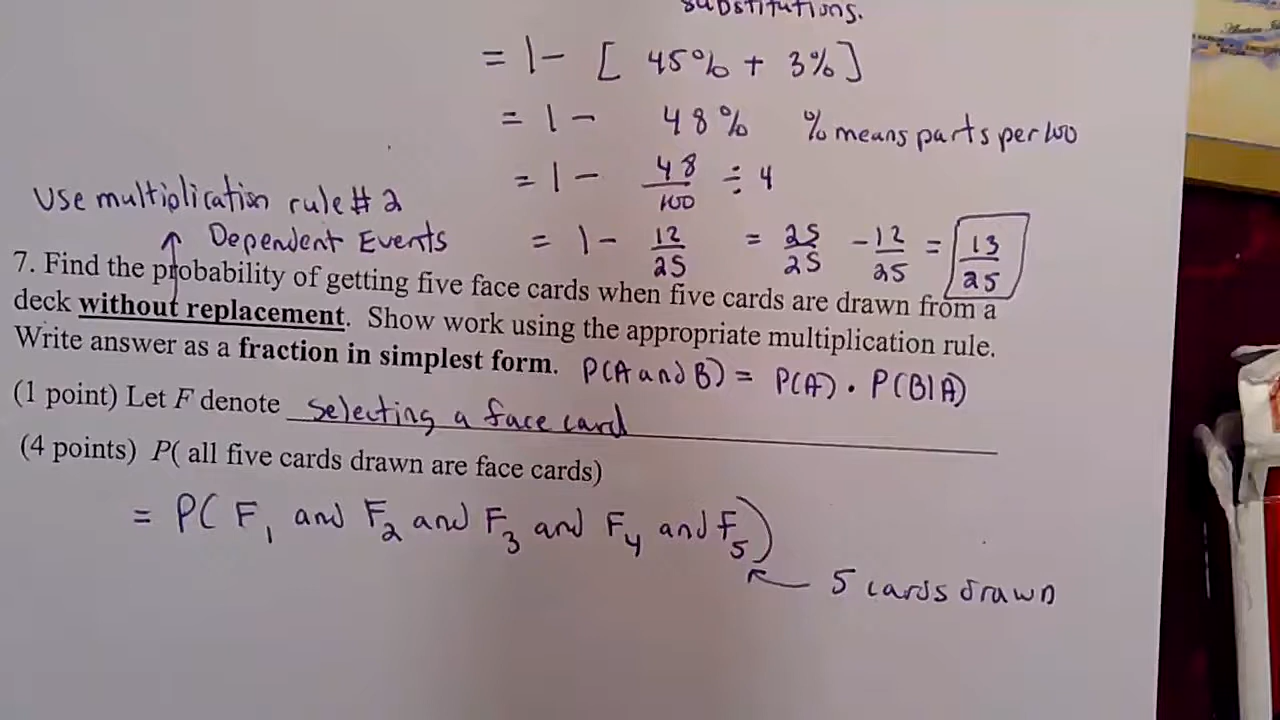 substitutions.
= 1 - [ 45% + 3% ]
= 1 - 48% % means parts per 100
= 1 - 48/100 ÷ 4
Use multiplication rule # 2
↑ Dependent Events = 1 - 12/25 = 25/25 - 12/25 = 13/25
7. Find the probability of getting five face cards when five cards are drawn from a
deck without replacement. Show work using the appropriate multiplication rule.
Write answer as a fraction in simplest form. P(A and B) = P(A) · P(B|A)
(1 point) Let F denote selecting a face card
(4 points) P( all five cards drawn are face cards)
= P( F₁ and F₂ and F₃ and F₄ and F₅ )
← 5 cards drawn